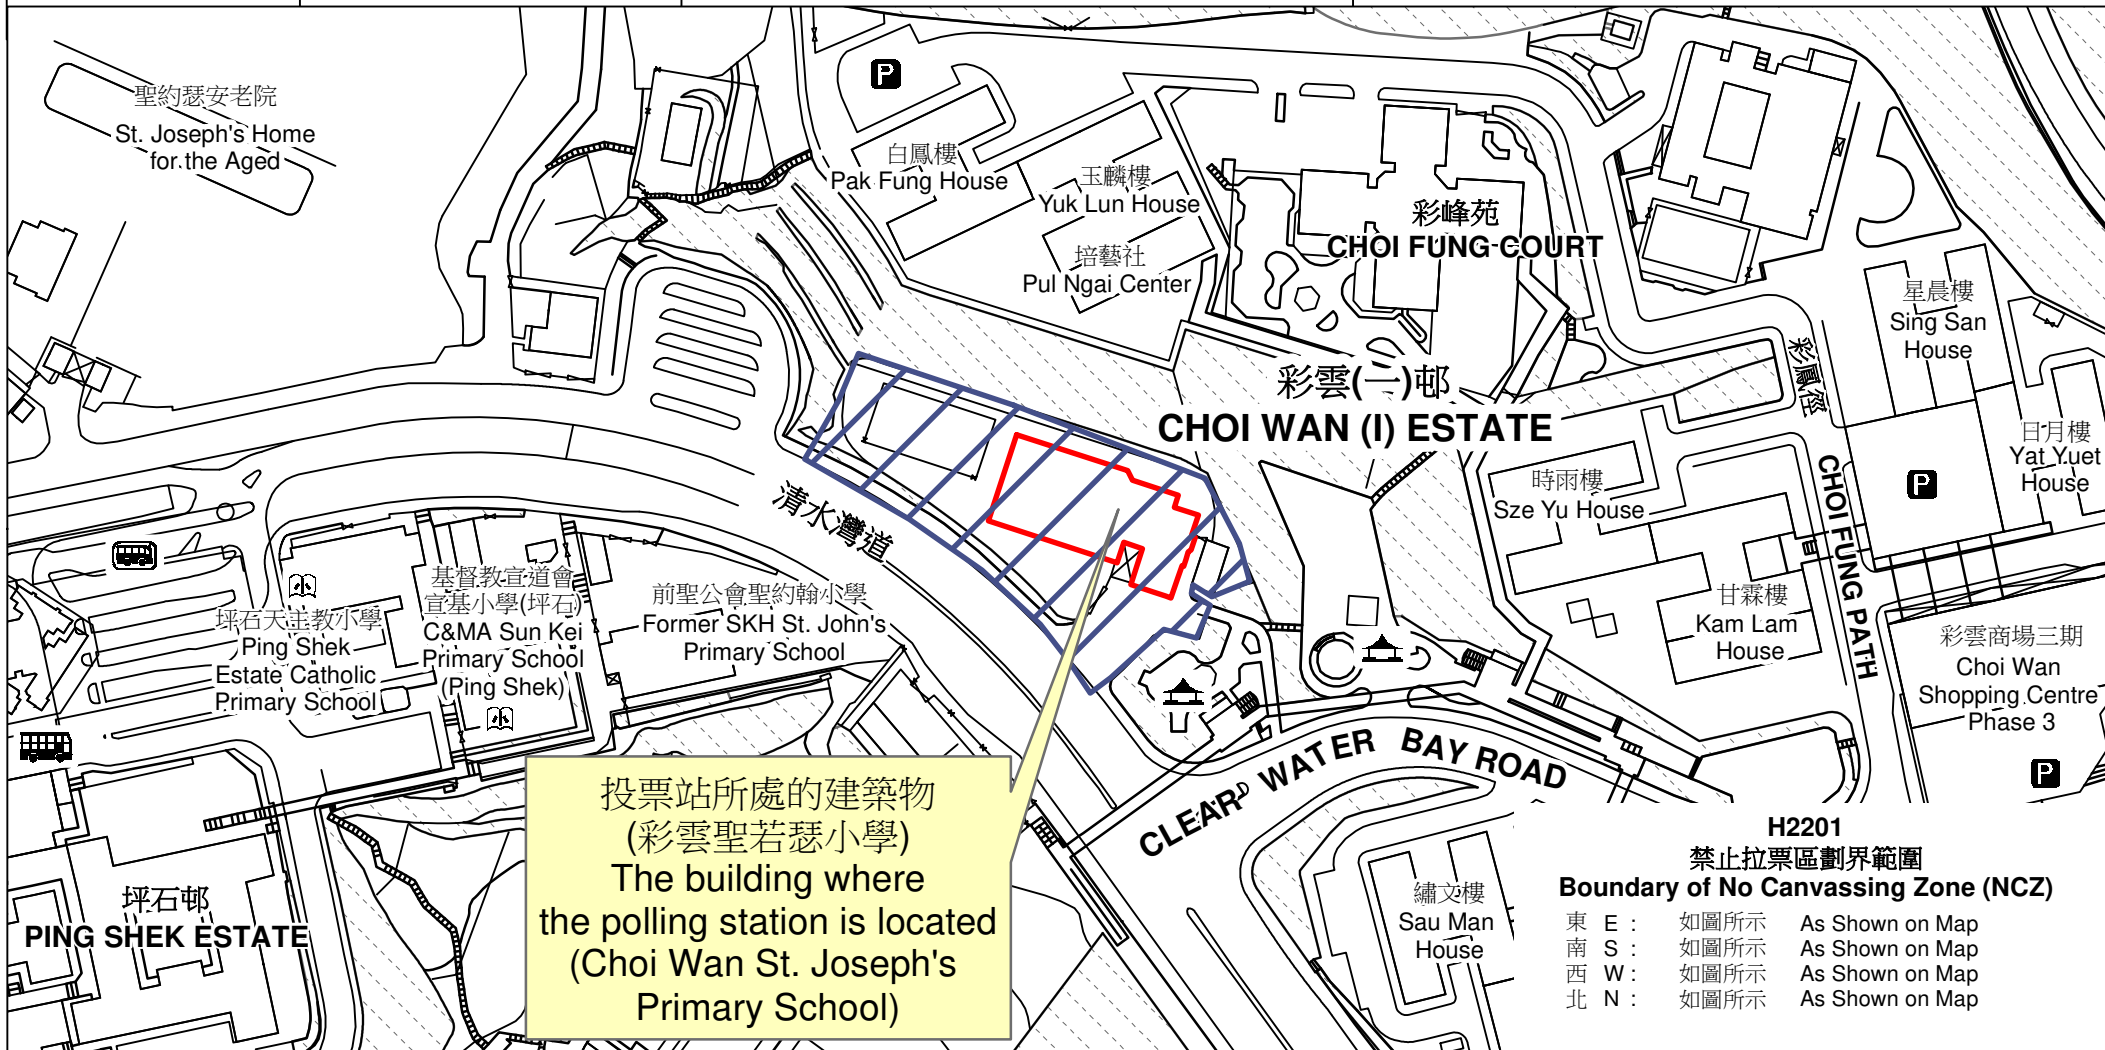 聖約瑟安老院
St. Joseph's Home
for the Aged
白鳳樓
Pak Fung House
玉麟樓
Yuk Lun House
培藝社
Pul Ngai Center
彩峰苑
CHOI FUNG COURT
星晨樓
Sing San
House
彩鳳徑
CHOI FUNG PATH
日月樓
Yat Yuet
House
彩雲(一)邨
CHOI WAN (I) ESTATE
時雨樓
Sze Yu House
甘霖樓
Kam Lam
House
彩雲商場三期
Choi Wan
Shopping Centre
Phase 3
清水灣道
CLEAR WATER BAY ROAD
坪石天主教小學
Ping Shek
Estate Catholic
Primary School
基督教宣道會
宣基小學(坪石)
C&MA Sun Kei
Primary School
(Ping Shek)
前聖公會聖約翰小學
Former SKH St. John's
Primary School
坪石邨
PING SHEK ESTATE
投票站所處的建築物
(彩雲聖若瑟小學)
The building where
the polling station is located
(Choi Wan St. Joseph's
Primary School)
繡文樓
Sau Man
House
H2201
禁止拉票區劃界範圍
Boundary of No Canvassing Zone (NCZ)
東 E : 如圖所示 As Shown on Map
南 S : 如圖所示 As Shown on Map
西 W : 如圖所示 As Shown on Map
北 N : 如圖所示 As Shown on Map
P
P
P